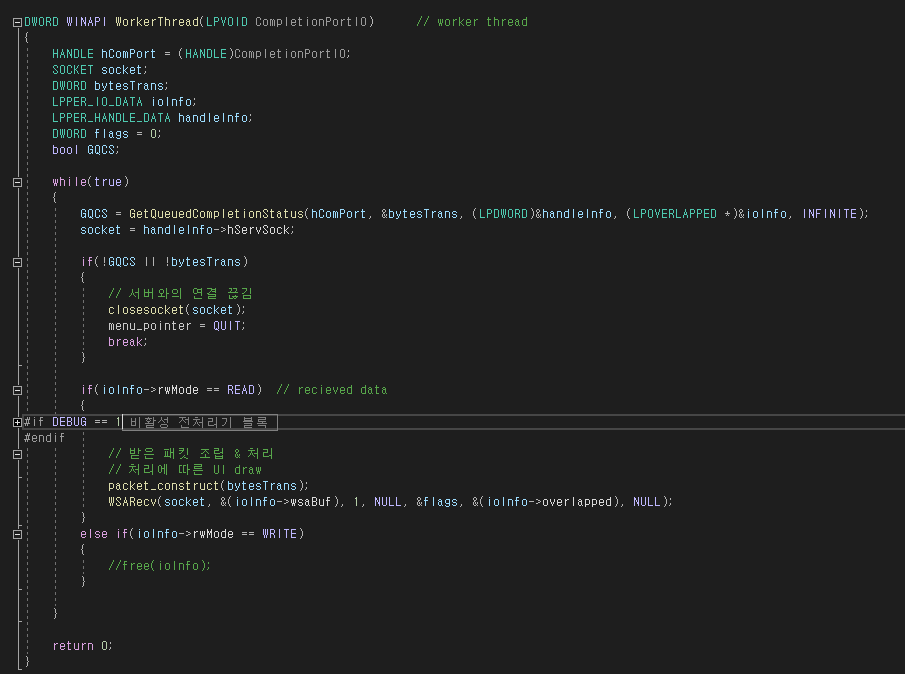 DWORD WINAPI WorkerThread(LPVOID CompletionPortIO)      // worker thread
{
    HANDLE hComPort = (HANDLE)CompletionPortIO;
    SOCKET socket;
    DWORD bytesTrans;
    LPPER_IO_DATA ioInfo;
    LPPER_HANDLE_DATA handleInfo;
    DWORD flags = 0;
    bool GQCS;
    while(true)
    {
        GQCS = GetQueuedCompletionStatus(hComPort, &bytesTrans, (LPDWORD)&handleInfo, (LPOVERLAPPED *)&ioInfo, INFINITE);
        socket = handleInfo->hServSock;
        if(!GQCS || !bytesTrans)
        {
            // 서버와의 연결 끊김
            closesocket(socket);
            menu_pointer = QUIT;
            break;
        }
        if(ioInfo->rwMode == READ)  // recieved data
        {
#if DEBUG == 1 비활성 전처리기 블록
#endif
            // 받은 패킷 조립 & 처리
            // 처리에 따른 UI draw
            packet_construct(bytesTrans);
            WSARecv(socket, &(ioInfo->wsaBuf), 1, NULL, &flags, &(ioInfo->overlapped), NULL);
        }
        else if(ioInfo->rwMode == WRITE)
        {
            //free(ioInfo);
        }
    }
    return 0;
}